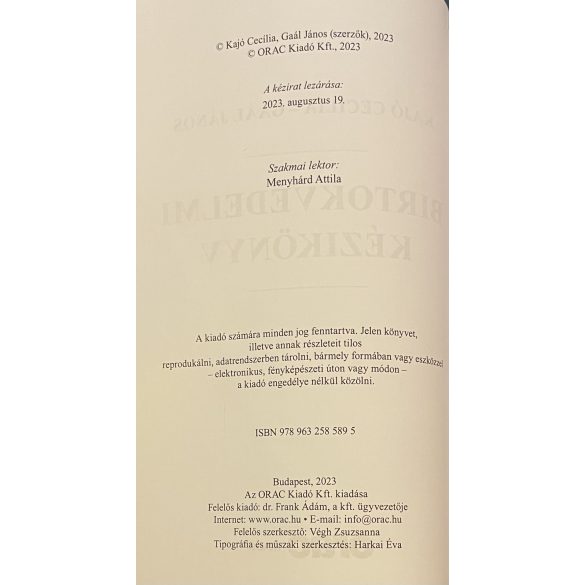 © Kajó Cecília, Gaál János (szerzők), 2023
© ORAC Kiadó Kft., 2023
A kézirat lezárása:
2023. augusztus 19.
Szakmai lektor:
Menyhárd Attila
A kiadó számára minden jog fenntartva. Jelen könyvet,
illetve annak részleteit tilos
reprodukálni, adatrendszerben tárolni, bármely formában vagy eszközzel
– elektronikus, fényképészeti úton vagy módon –
a kiadó engedélye nélkül közölni.
ISBN 978 963 258 589 5
Budapest, 2023
Az ORAC Kiadó Kft. kiadása
Felelős kiadó: dr. Frank Ádám, a kft. ügyvezetője
Internet: www.orac.hu • E-mail: info@orac.hu
Felelős szerkesztő: Végh Zsuzsanna
Tipográfia és műszaki szerkesztés: Harkai Éva